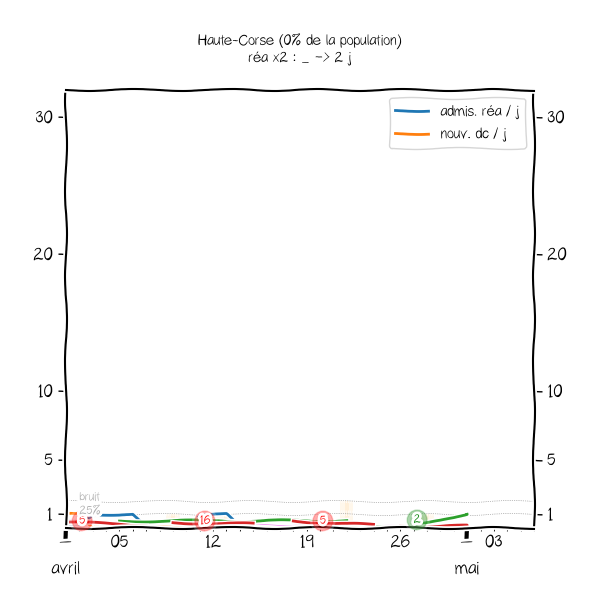 Haute-Corse (0% de la population)
réa x2 : _ -> 2 j
admis. réa / j
nouv. dc / j
30
30
20
20
10
10
5
5
... bruit
25%
1
1
5
16
5
2
05
12
19
26
03
avril
mai